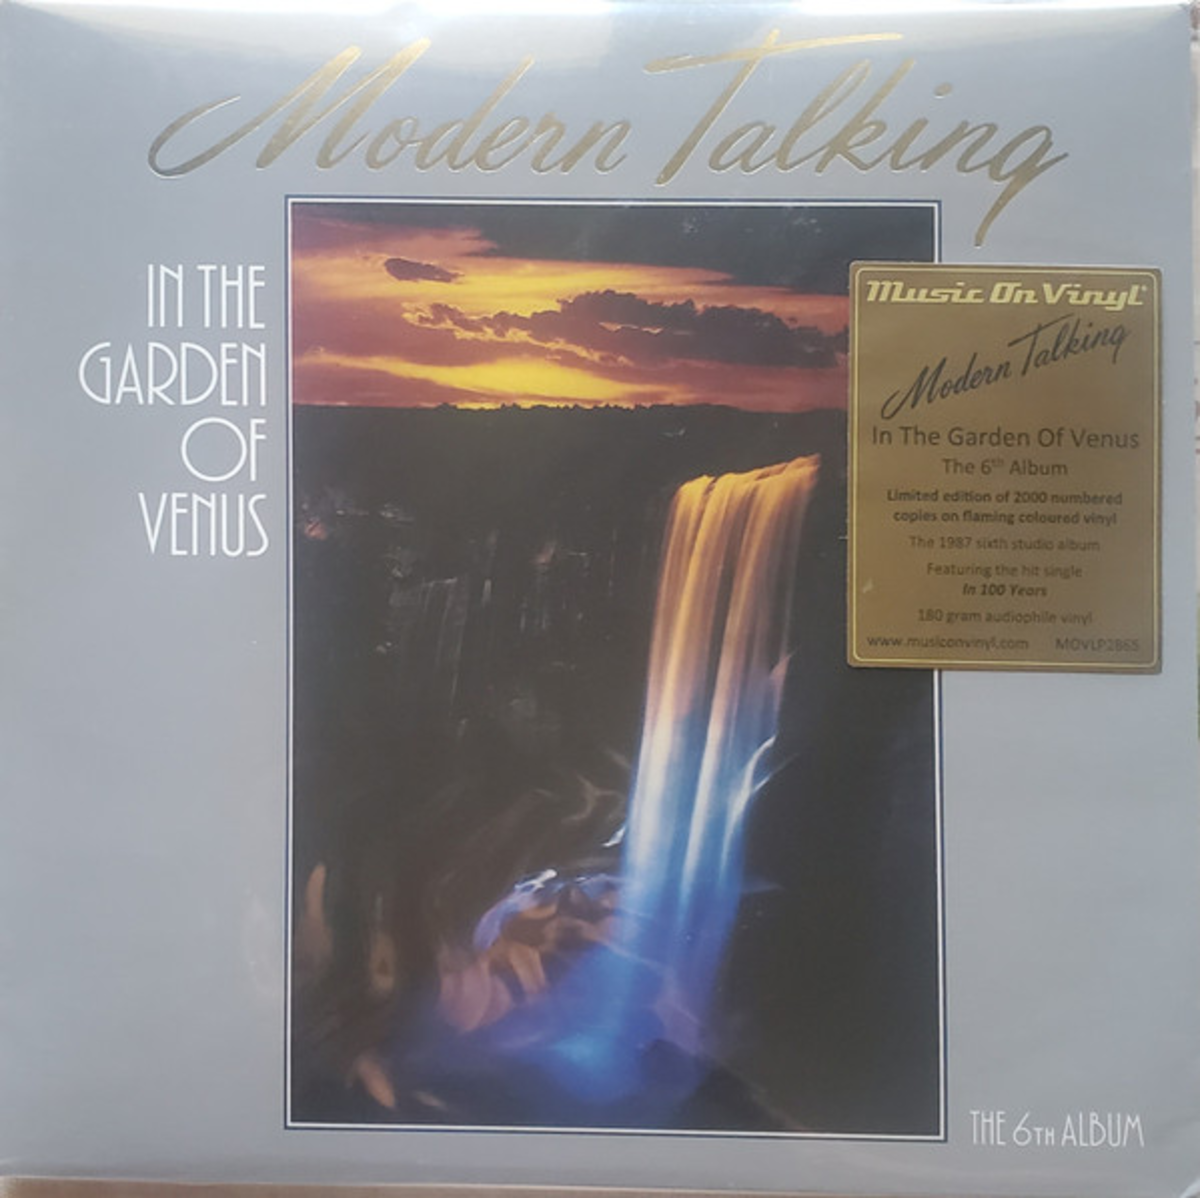 Modern Talking
IN THE
GARDEN
OF
VENUS
Music On Vinyl
Modern Talking
In The Garden Of Venus
The 6th Album
Limited edition of 2000 numbered
copies on flaming coloured vinyl
The 1987 sixth studio album
Featuring the hit single
In 100 Years
180 gram audiophile vinyl
www.musiconvinyl.com MOVLP2865
THE 6TH ALBUM